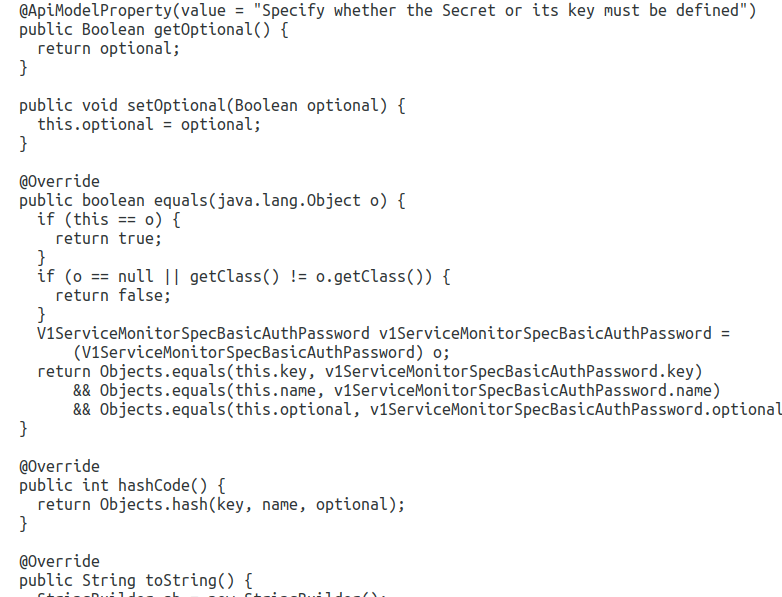 @ApiModelProperty(value = "Specify whether the Secret or its key must be defined")
public Boolean getOptional() {
  return optional;
}

public void setOptional(Boolean optional) {
  this.optional = optional;
}

@Override
public boolean equals(java.lang.Object o) {
  if (this == o) {
    return true;
  }
  if (o == null || getClass() != o.getClass()) {
    return false;
  }
  V1ServiceMonitorSpecBasicAuthPassword v1ServiceMonitorSpecBasicAuthPassword =
      (V1ServiceMonitorSpecBasicAuthPassword) o;
  return Objects.equals(this.key, v1ServiceMonitorSpecBasicAuthPassword.key)
      && Objects.equals(this.name, v1ServiceMonitorSpecBasicAuthPassword.name)
      && Objects.equals(this.optional, v1ServiceMonitorSpecBasicAuthPassword.optional
}

@Override
public int hashCode() {
  return Objects.hash(key, name, optional);
}

@Override
public String toString() {
  StringBuilder sb = new StringBuilder();